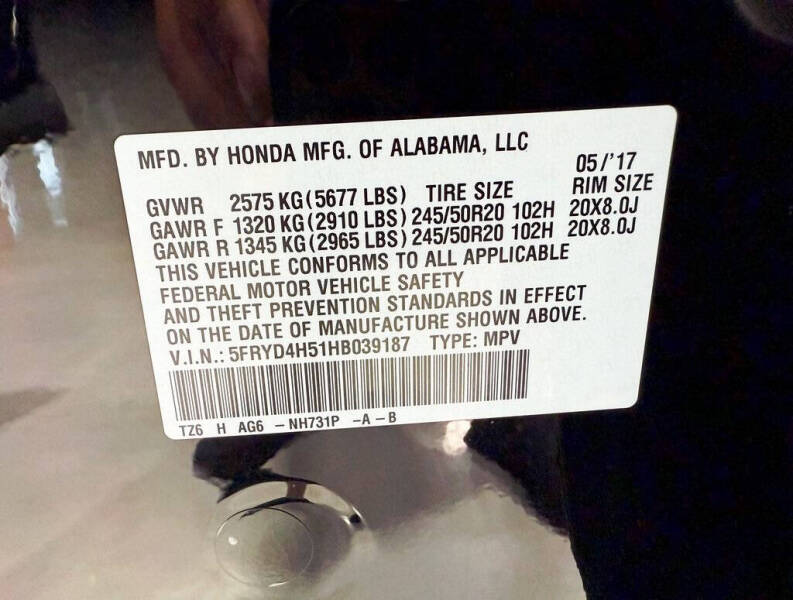 MFD. BY HONDA MFG. OF ALABAMA, LLC
05/'17
GVWR 2575 KG(5677 LBS) TIRE SIZE RIM SIZE
GAWR F 1320 KG(2910 LBS) 245/50R20 102H 20X8.0J
GAWR R 1345 KG(2965 LBS) 245/50R20 102H 20X8.0J
THIS VEHICLE CONFORMS TO ALL APPLICABLE
FEDERAL MOTOR VEHICLE SAFETY
AND THEFT PREVENTION STANDARDS IN EFFECT
ON THE DATE OF MANUFACTURE SHOWN ABOVE.
V.I.N.: 5FRYD4H51HB039187 TYPE: MPV
TZ6 H AG6 – NH731P –A – B